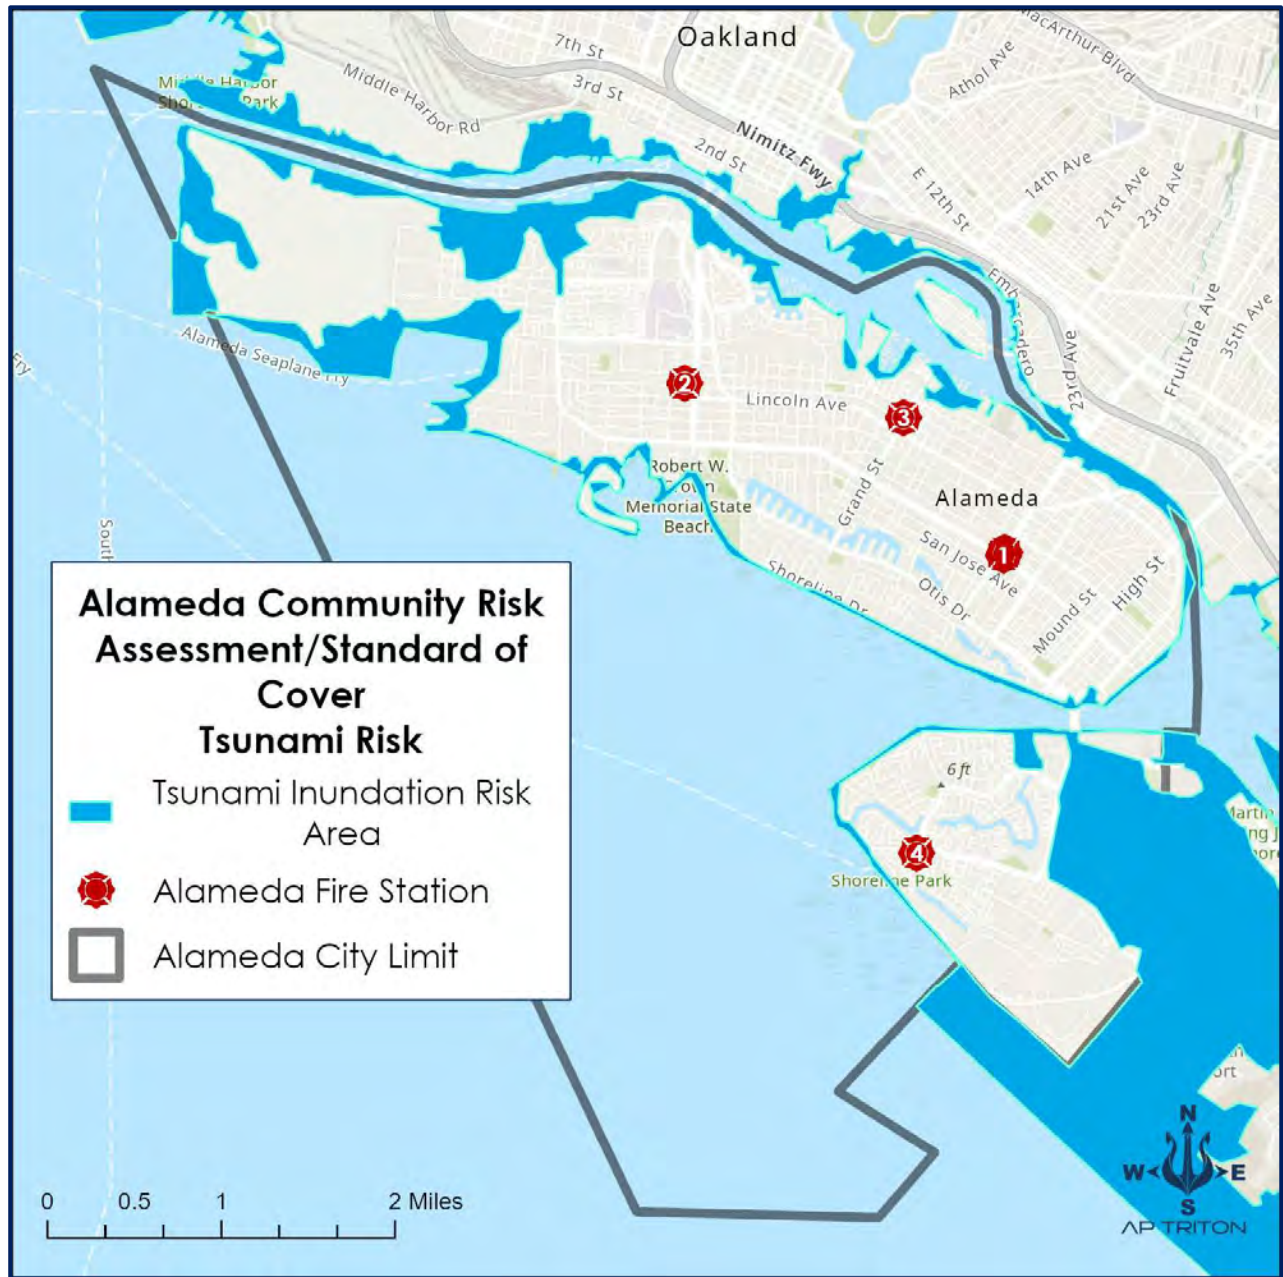 Oakland
MacArthur Blvd
7th St
3rd St
Athol Ave
Middle Harbor Rd
Nimitz Fwy
2nd St
E 12th St
14th Ave
21st Ave
23rd Ave
Embarcadero
23rd Ave
Fruitvale Ave
35th Ave
Alameda Seaplane Fry
Fry
2
Lincoln Ave
3
Robert W.
Memorial State
Beach
Grand St
Alameda
1
San Jose Ave
Otis Dr
Shoreline Dr
Mound St
High St
South
Alameda Community Risk
Assessment/Standard of
Cover
Tsunami Risk
Tsunami Inundation Risk
Area
Alameda Fire Station
Alameda City Limit
6 ft
4
Shoreline Park
Martin
0 0.5 1 2 Miles
N
W E
S
AP TRITON